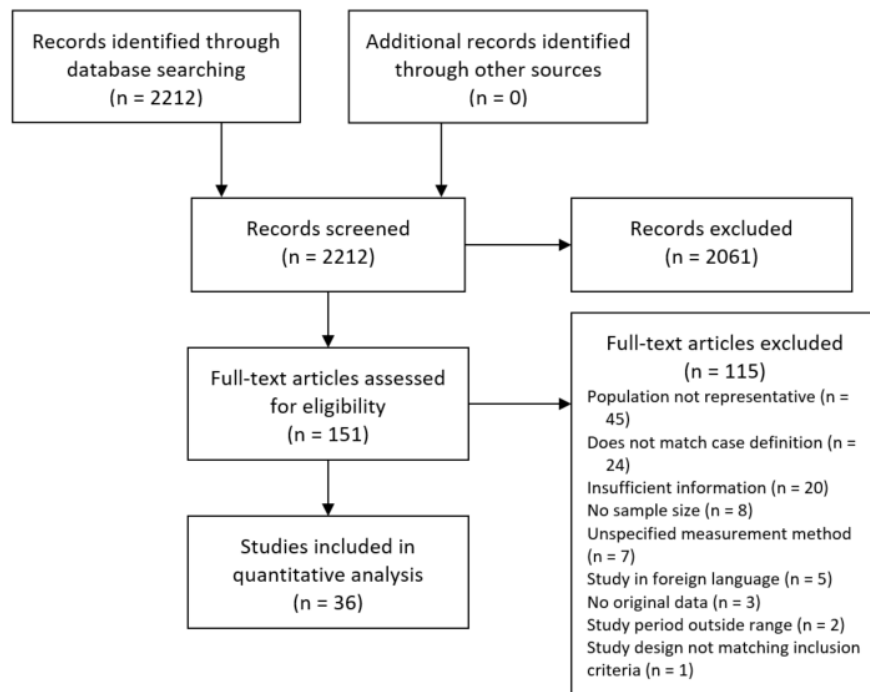 Records identified through
database searching
(n = 2212)
Additional records identified
through other sources
(n = 0)
Records screened
(n = 2212)
Records excluded
(n = 2061)
Full-text articles assessed
for eligibility
(n = 151)
Full-text articles excluded
(n = 115)
Population not representative (n =
45)
Does not match case definition (n =
24)
Insufficient information (n = 20)
No sample size (n = 8)
Unspecified measurement method
(n = 7)
Study in foreign language (n = 5)
No original data (n = 3)
Study period outside range (n = 2)
Study design not matching inclusion
criteria (n = 1)
Studies included in
quantitative analysis
(n = 36)